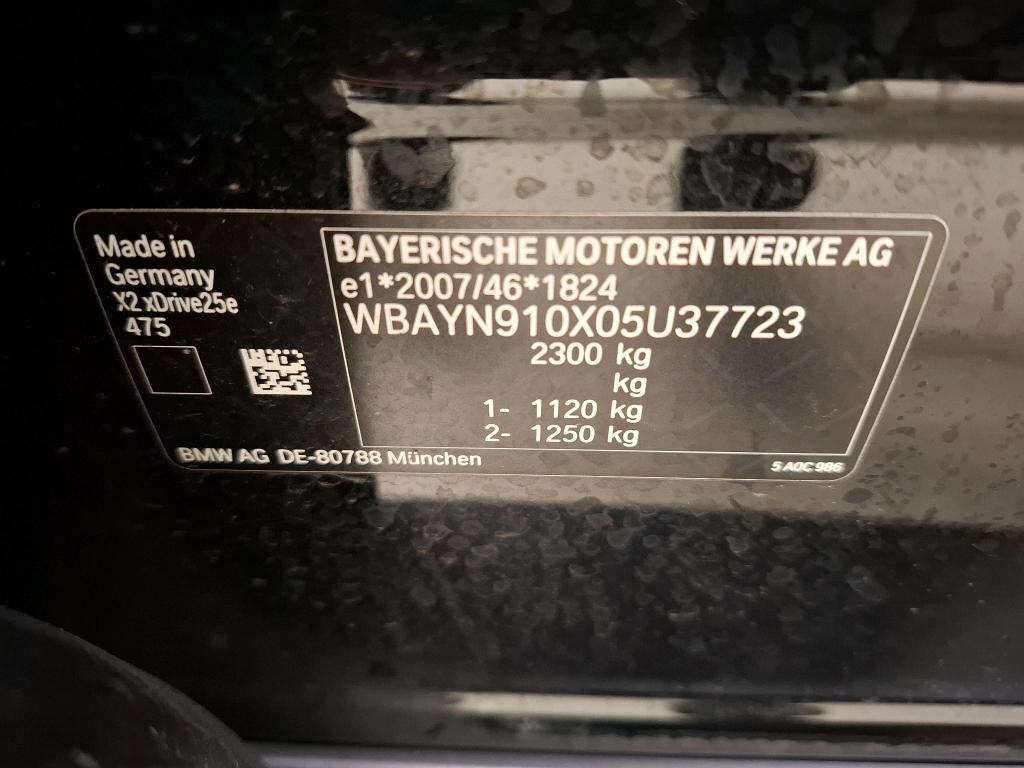 Made in
Germany
X2 xDrive25e
475
BAYERISCHE MOTOREN WERKE AG
e1*2007/46*1824
WBAYN910X05U37723
2300 kg
kg
1- 1120 kg
2- 1250 kg
BMW AG DE-80788 München
5 A0C 986